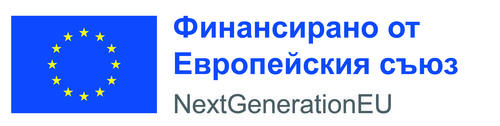 Финансирано от
Европейския съюз
NextGenerationEU